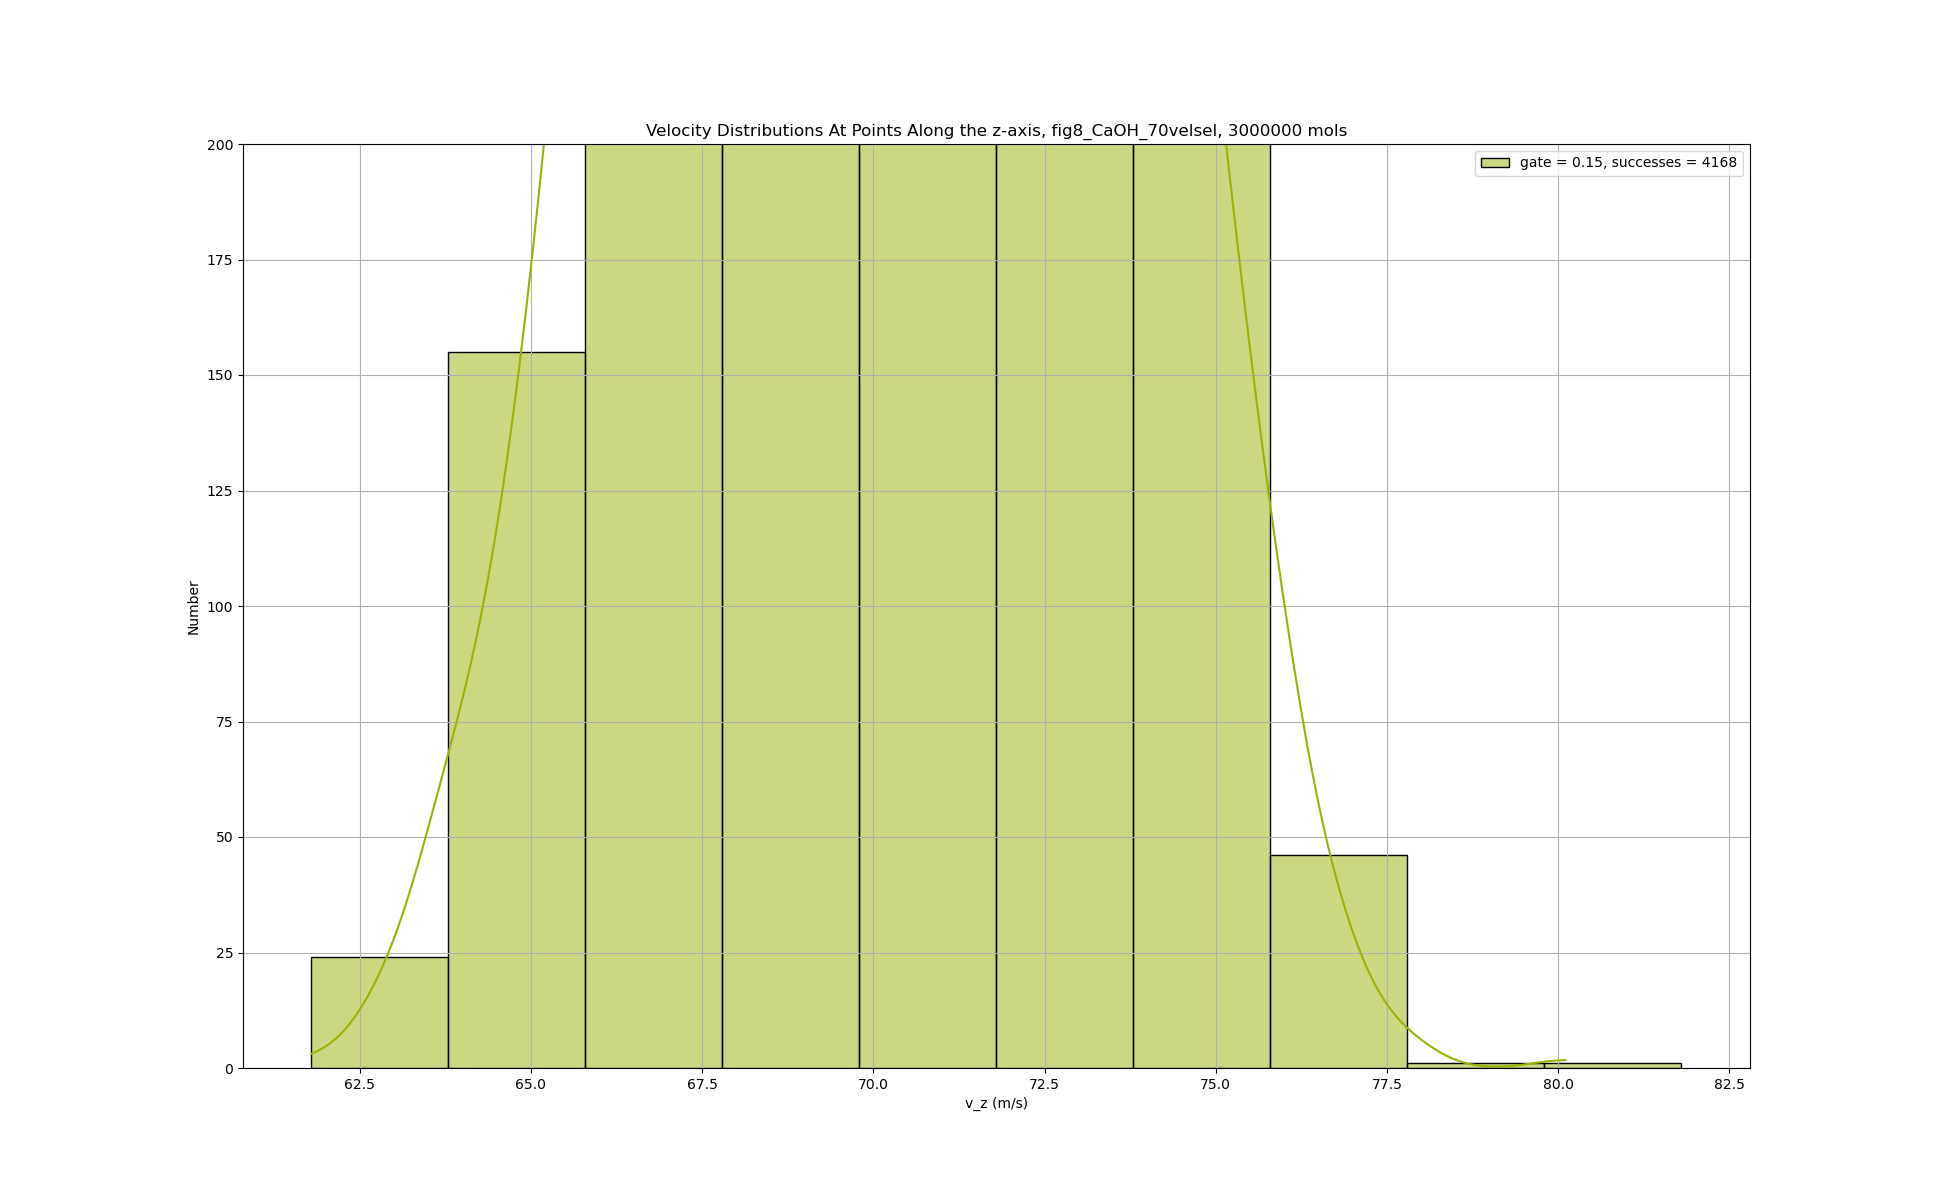 Velocity Distributions At Points Along the z-axis, fig8_CaOH_70velsel, 3000000 mols
gate = 0.15, successes = 4168
200
175
150
125
100
75
50
25
0
Number
62.5 65.0 67.5 70.0 72.5 75.0 77.5 80.0 82.5
v_z (m/s)